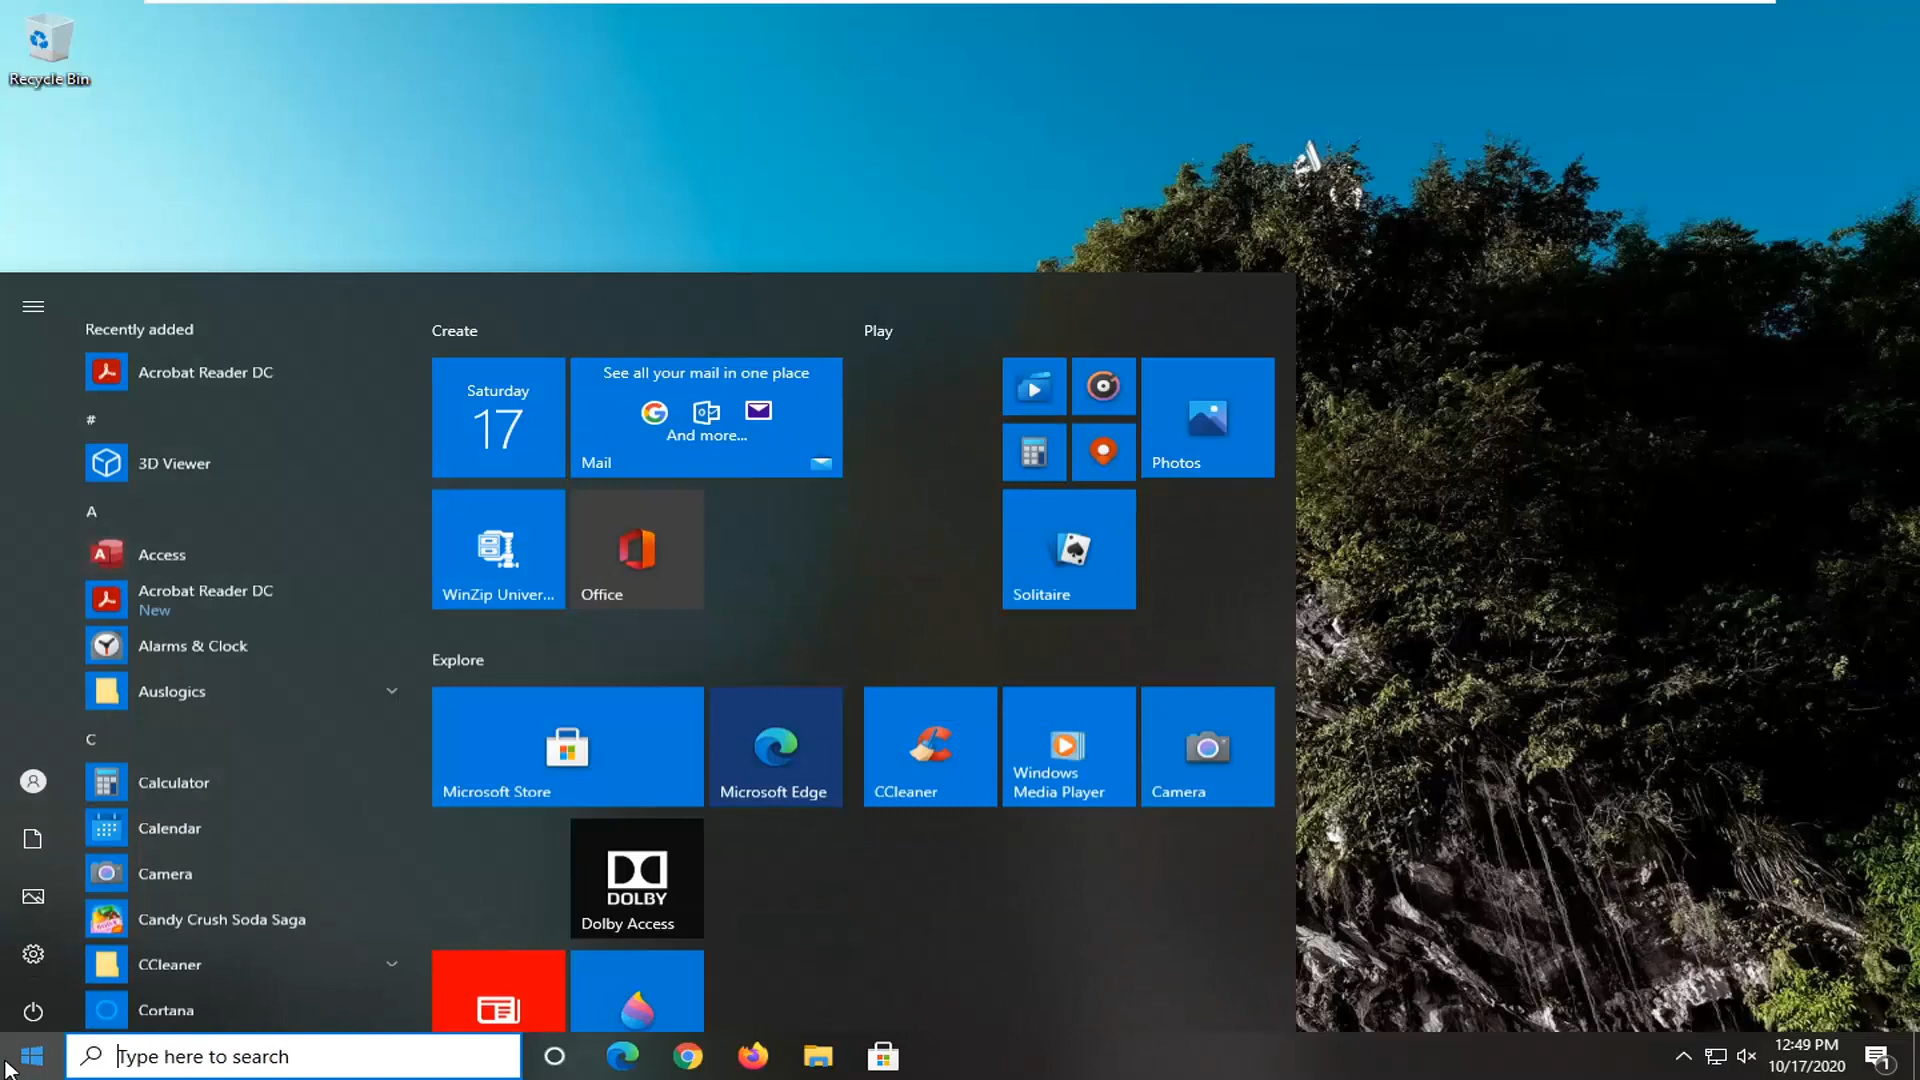 Recycle Bin
Recently added
Acrobat Reader DC
#
3D Viewer
A
Access
Acrobat Reader DC
New
Alarms & Clock
Auslogics
C
Calculator
Calendar
Camera
Candy Crush Soda Saga
CCleaner
Cortana
Create
Saturday
17
See all your mail in one place
And more...
Mail
WinZip Univer...
Office
Explore
Microsoft Store
Microsoft Edge
DOLBY
Dolby Access
Play
Photos
Solitaire
CCleaner
Windows
Media Player
Camera
Type here to search
12:49 PM
10/17/2020
1